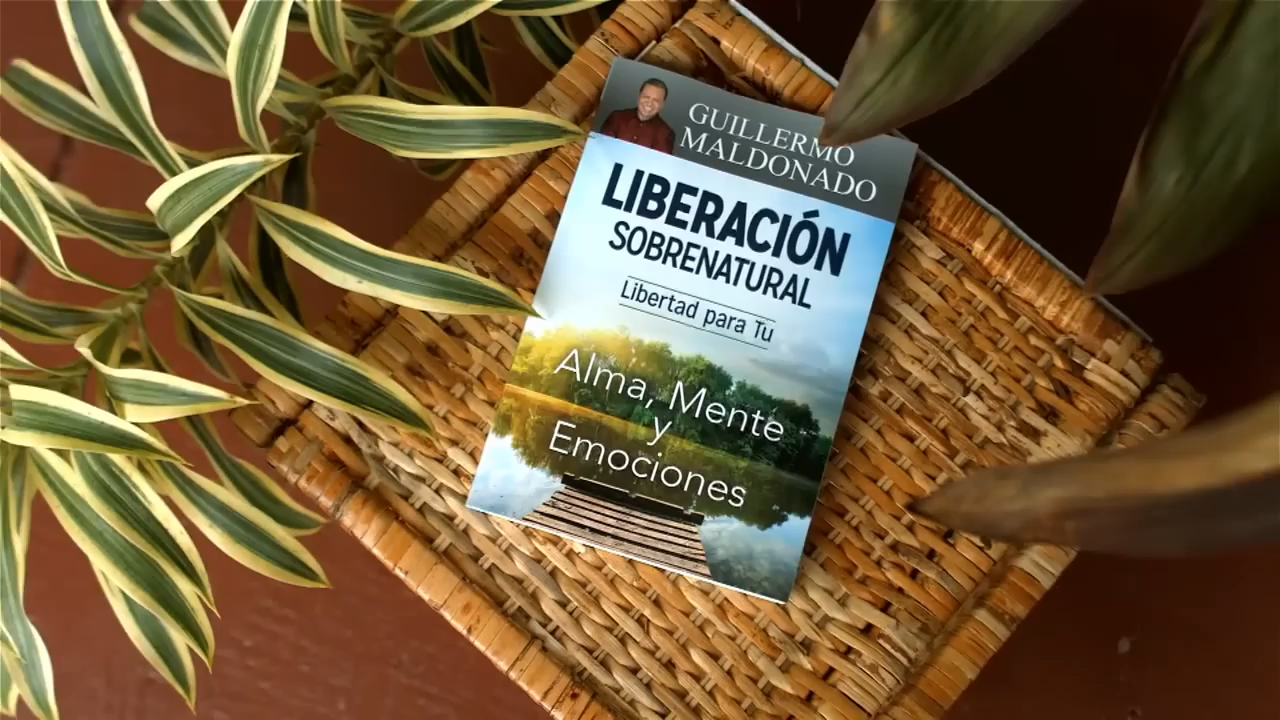 GUILLERMO
MALDONADO
LIBERACIÓN
SOBRENATURAL
Libertad para Tu
Alma, Mente
y
Emociones